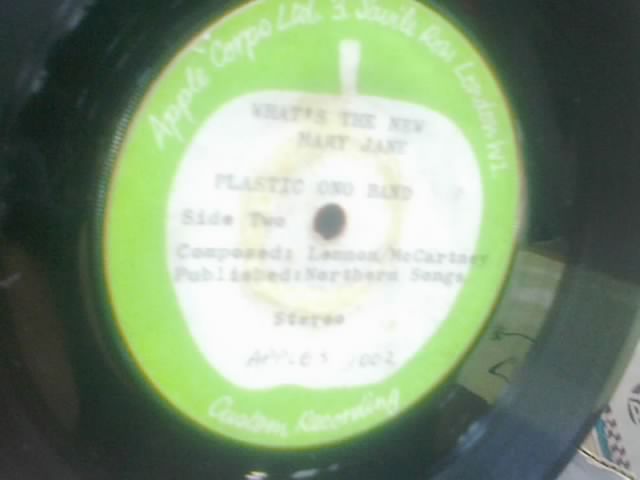 Apple Corps Ltd. 3 Savile Row London W1
WHAT'S THE NEW
MARY JANE
PLASTIC ONO BAND
Side Two
Composed: Lennon/McCartney
Published:Northern Songs
Stereo
APPLES 1002
Custom Recording